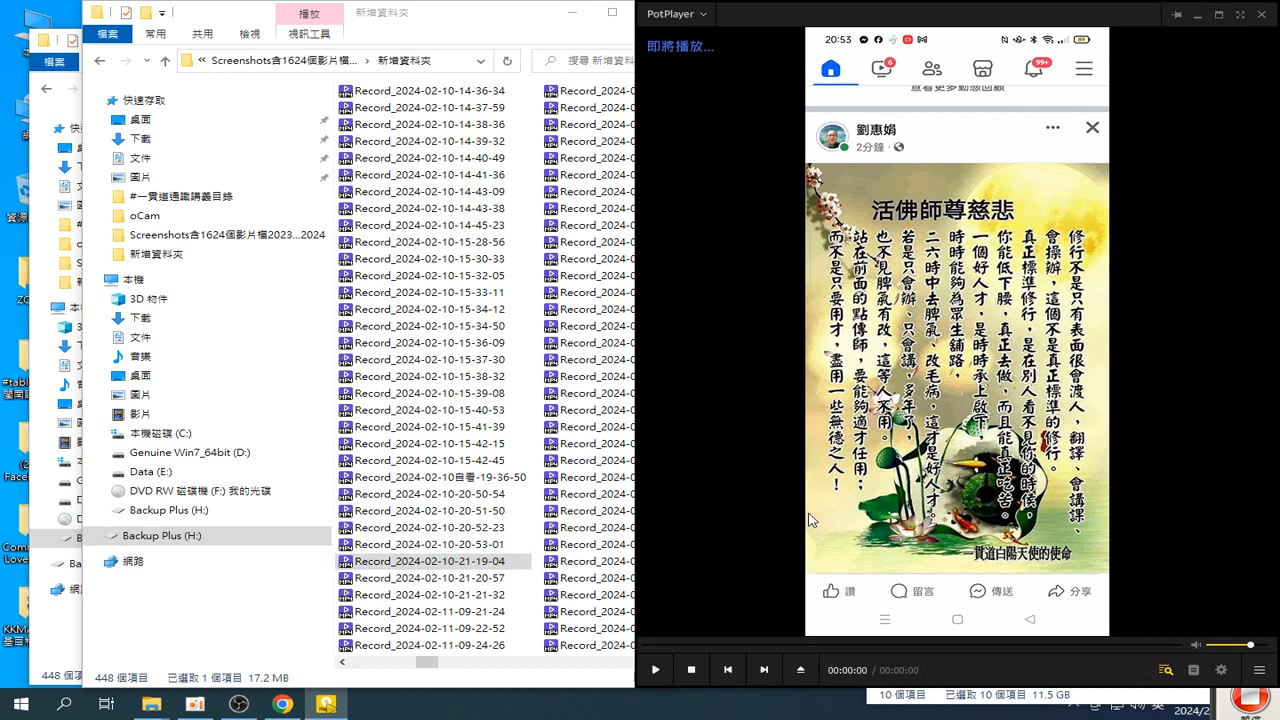 播放
新增資料夾
檔案
常用
共用
檢視
視訊工具
Screenshots含1624個影片檔...
新增資料夾
快速存取
桌面
下載
文件
圖片
#一貫道通識講義目錄
oCam
Screenshots含1624個影片檔2023...2024
新增資料夾
本機
3D 物件
下載
文件
音樂
桌面
圖片
影片
本機磁碟 (C:)
Genuine Win7_64bit (D:)
Data (E:)
DVD RW 磁碟機 (F:) 我的光碟
Backup Plus (H:)
Backup Plus (H:)
網路
Record_2024-02-10-14-31-34
Record_2024-02-10-14-37-59
Record_2024-02-10-14-38-36
Record_2024-02-10-14-39-32
Record_2024-02-10-14-40-49
Record_2024-02-10-14-41-36
Record_2024-02-10-14-43-09
Record_2024-02-10-14-43-38
Record_2024-02-10-14-45-23
Record_2024-02-10-15-28-56
Record_2024-02-10-15-30-33
Record_2024-02-10-15-32-05
Record_2024-02-10-15-33-11
Record_2024-02-10-15-34-12
Record_2024-02-10-15-34-50
Record_2024-02-10-15-36-09
Record_2024-02-10-15-37-30
Record_2024-02-10-15-38-32
Record_2024-02-10-15-39-08
Record_2024-02-10-15-40-53
Record_2024-02-10-15-41-39
Record_2024-02-10-15-42-15
Record_2024-02-10-15-42-45
Record_2024-02-10自看-19-36-50
Record_2024-02-10-20-50-54
Record_2024-02-10-20-51-50
Record_2024-02-10-20-52-23
Record_2024-02-10-20-53-01
Record_2024-02-10-21-19-04
Record_2024-02-10-21-20-57
Record_2024-02-10-21-21-32
Record_2024-02-11-09-21-24
Record_2024-02-11-09-22-52
Record_2024-02-11-09-24-26
448 個項目
已選取 1 個項目 17.2 MB
PotPlayer
即將播放...
20:53
89
6
99+
查看更多動態回顧
劉惠娟
2分鐘
活佛師尊慈悲
修行不是只有表面很會渡人，翻譯、會講課、
會操辦，這個不是真正標準的修行。
真正標準修行，是在別人看不見你的時候。
你能低下腰，真正去做，而且能真正吃苦。
一個好人才，是時時承上啟下，
時時能夠為眾生鋪路，
二六時中去脾氣、改毛病，這才是好人才。
若是只會辦、只會講，多年了，
也不見脾氣有改，這等人不用。
站在前面的點傳師，要能夠適才任用；
而不是只要用才，盡用一些無德之人！
一貫道白陽天使的使命
讚
留言
傳送
分享
00:00:00 / 00:00:00
10 個項目
已選取 10 個項目 11.5 GB
2024/2